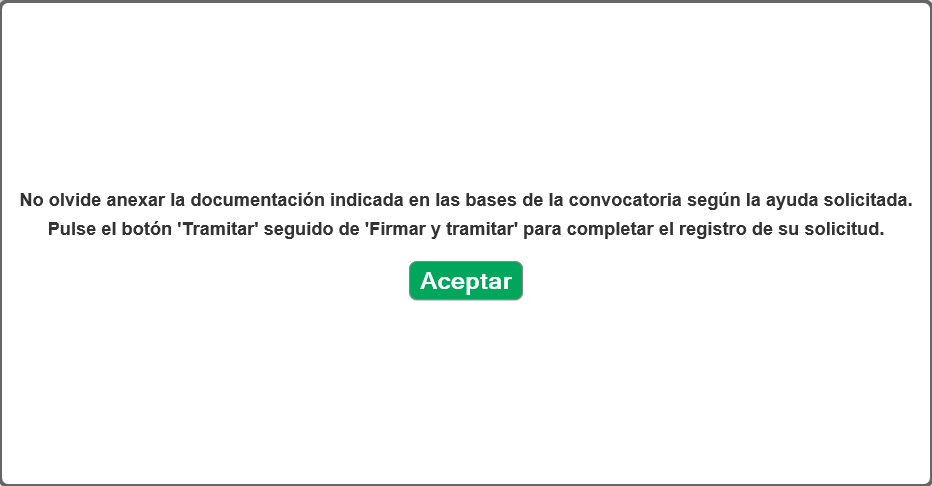 No olvide anexar la documentación indicada en las bases de la convocatoria según la ayuda solicitada.
Pulse el botón 'Tramitar' seguido de 'Firmar y tramitar' para completar el registro de su solicitud.
Aceptar